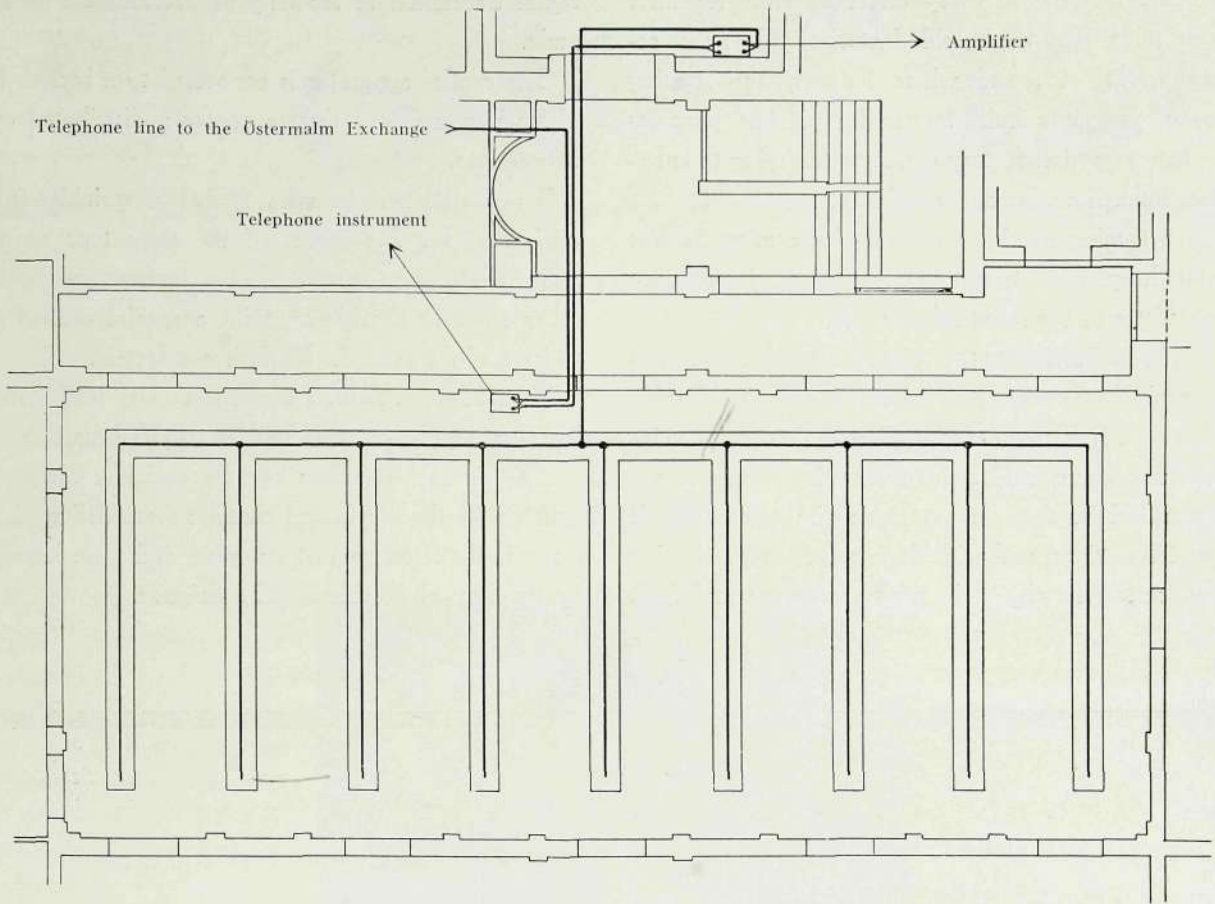 Amplifier
Telephone line to the Östermalm Exchange
Telephone instrument